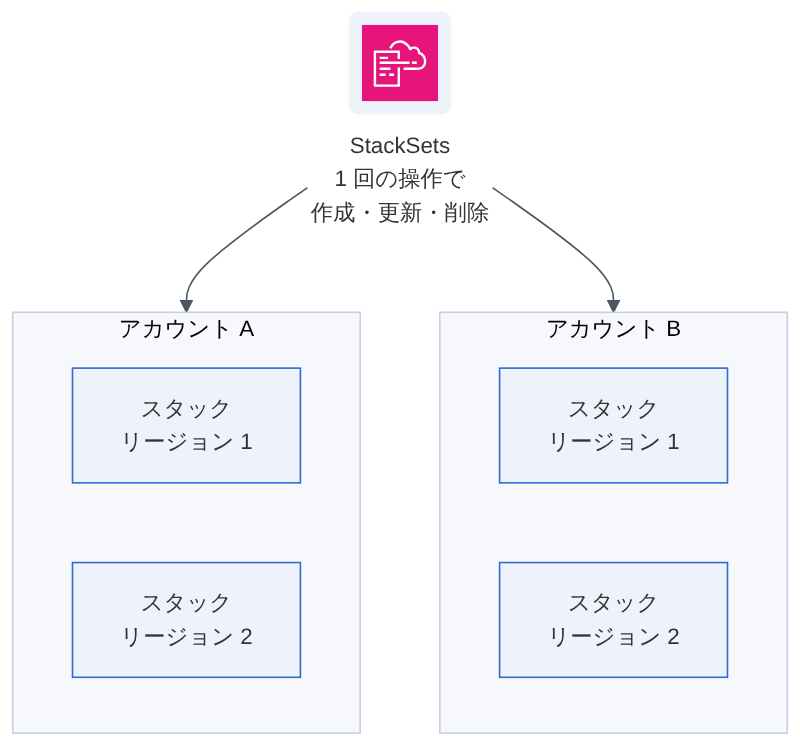 StackSets
1 回の操作で
作成・更新・削除
アカウント A
スタック
リージョン 1
スタック
リージョン 2
アカウント B
スタック
リージョン 1
スタック
リージョン 2